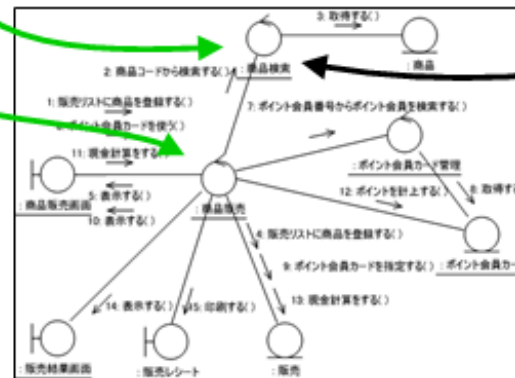 3: 取得する()
: 商品検索
: 商品
2: 商品コードから検索する()
1: 販売リストに商品を登録する()
7: ポイント会員番号からポイント会員を検索する()
6: ポイント会員カードを使う()
11: 現金計算をする()
: ポイント会員カード管理
5: 表示する()
12: ポイントを計上する()
8: 取得す
: 商品販売画面
10: 表示する()
: 商品販売
4: 販売リストに商品を登録する()
9: ポイント会員カードを指定する()
: ポイント会員カー
14: 表示する()
15: 印刷する()
13: 現金計算をする()
: 販売結果画面
: 販売レシート
: 販売